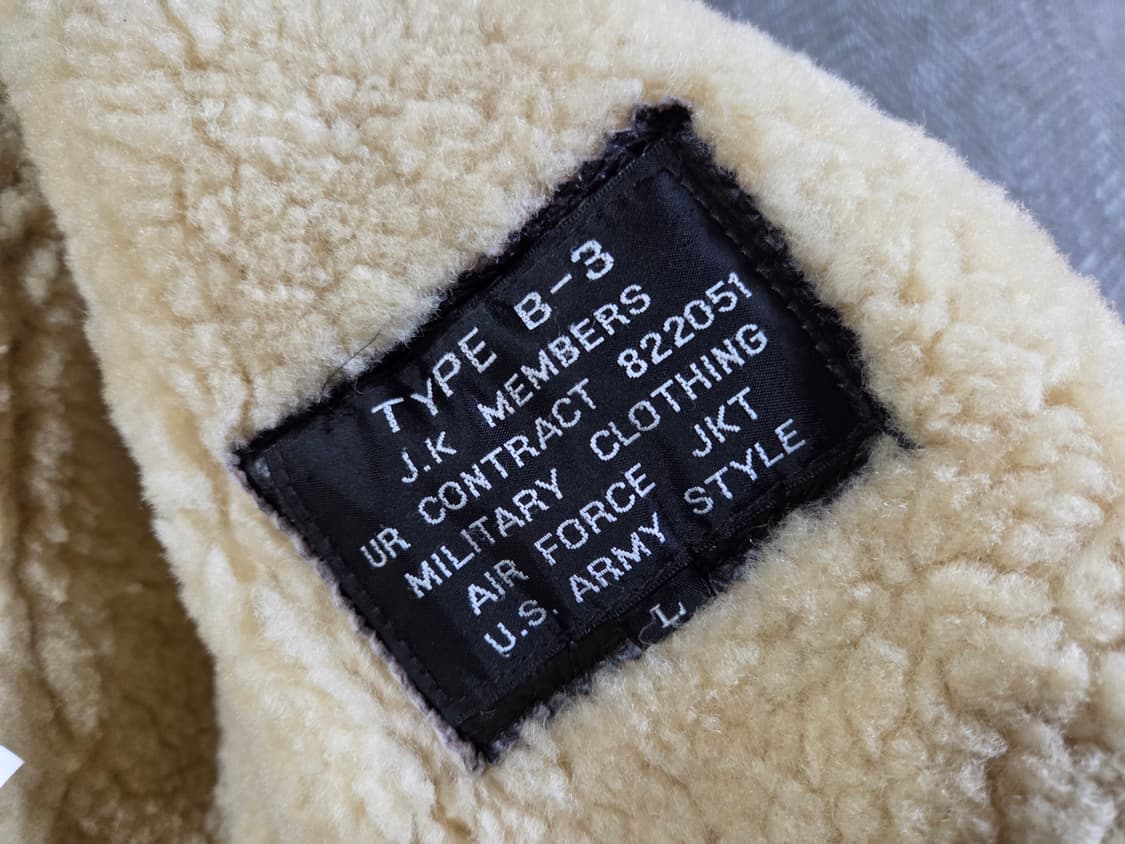 TYPE B-3
J.K MEMBERS
UR CONTRACT 822051
MILITARY CLOTHING
AIR FORCE JKT
U.S. ARMY STYLE
L